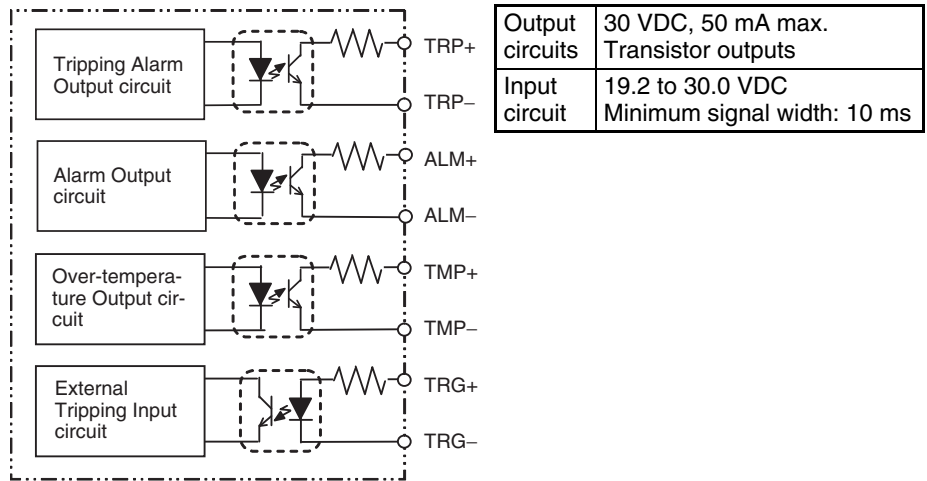 Tripping Alarm
Output circuit
TRP+
TRP−
Alarm Output
circuit
ALM+
ALM−
Over-tempera-
ture Output cir-
cuit
TMP+
TMP−
External
Tripping Input
circuit
TRG+
TRG−
Output
circuits
30 VDC, 50 mA max.
Transistor outputs
Input
circuit
19.2 to 30.0 VDC
Minimum signal width: 10 ms